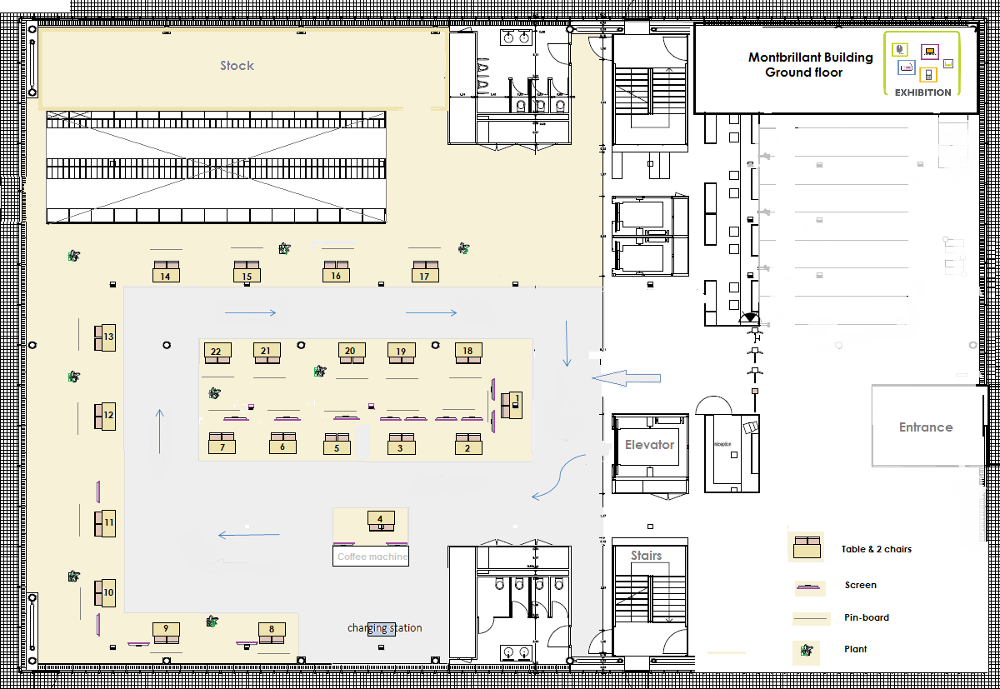 Stock
Montbrillant Building
Ground floor
EXHIBITION
14
15
16
17
13
22
21
20
19
18
12
1
7
6
5
3
2
Elevator
réception
Entrance
11
4
Coffee machine
Stairs
Table & 2 chairs
Screen
10
Pin-board
9
8
charging station
Plant